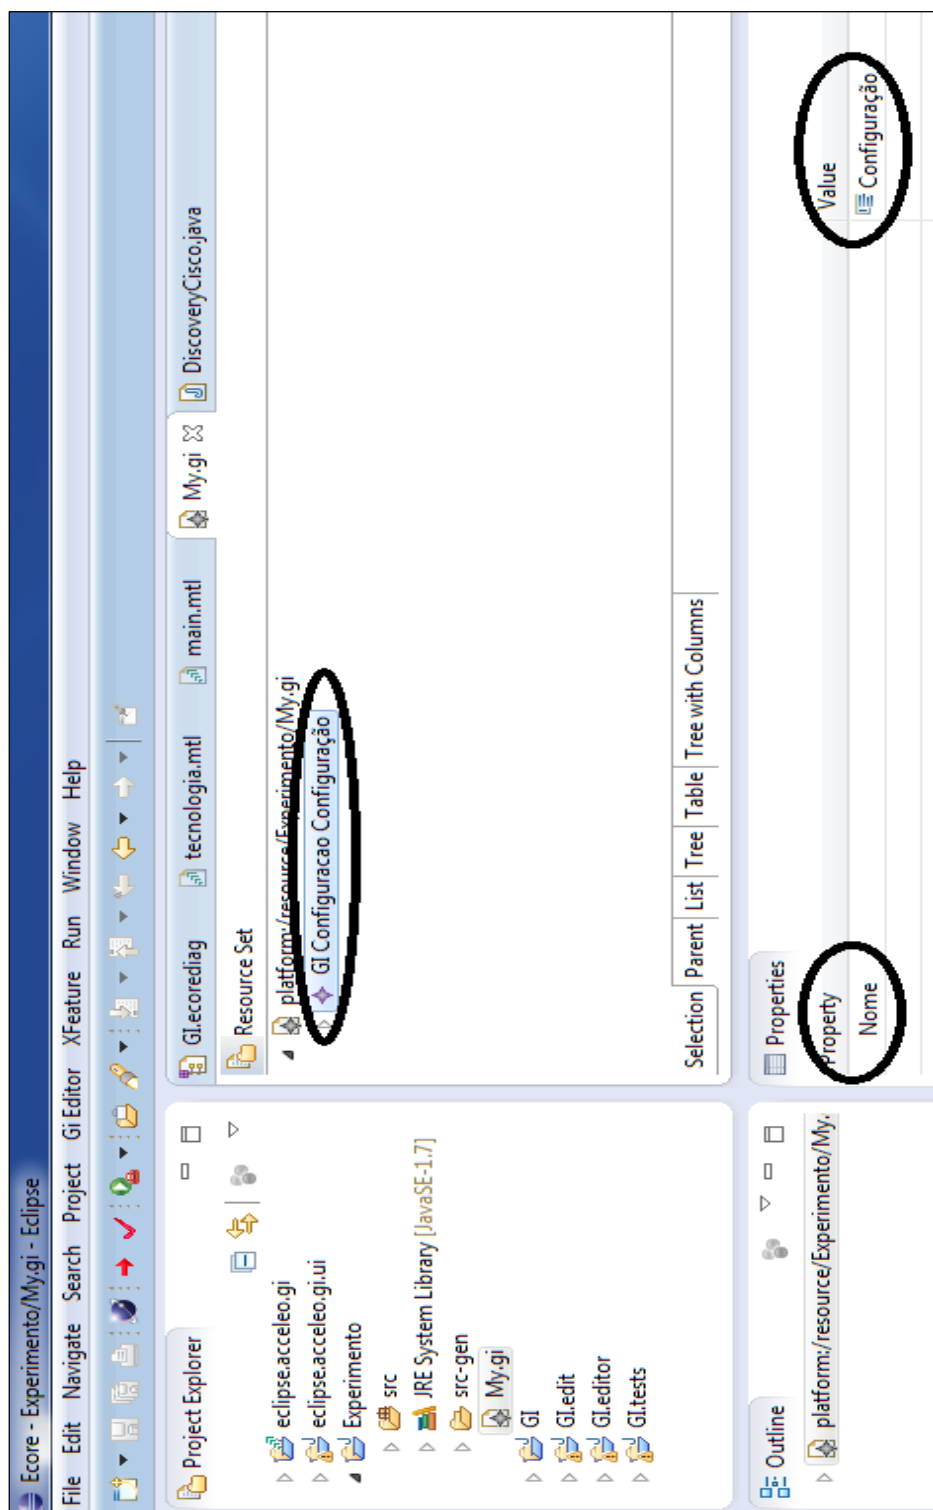 Ecore - Experimento/My.gi - Eclipse
File Edit Navigate Search Project Gi Editor XFeature Run Window Help
Project Explorer
eclipse.acceleo.gi
eclipse.acceleo.gi.ui
Experimento
src
JRE System Library [JavaSE-1.7]
src-gen
My.gi
GI
GI.edit
GI.editor
GI.tests
GI.ecorediag
tecnologia.mtl
main.mtl
My.gi
DiscoveryCisco.java
Resource Set
platform:/resource/Experimento/My.gi
GI Configuracao Configuração
Selection Parent List Tree Table Tree with Columns
Outline
platform:/resource/Experimento/My.
Properties
Property Value
Nome Configuração